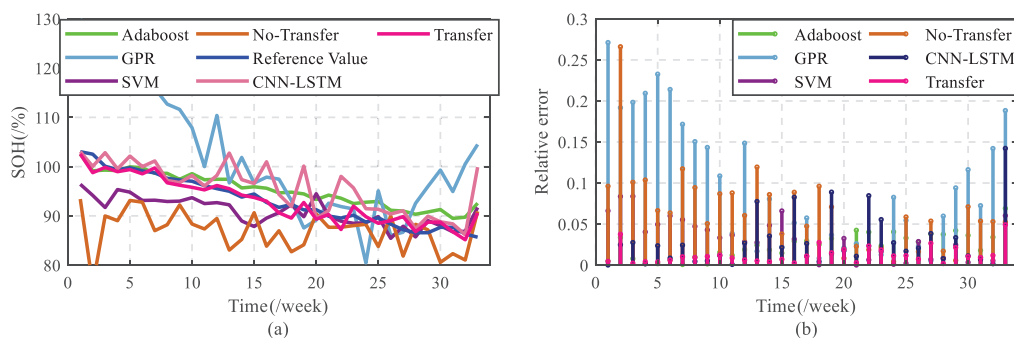 130
120
110
100
90
80
SOH(/%)
Adaboost No-Transfer Transfer
GPR Reference Value
SVM CNN-LSTM
0 5 10 15 20 25 30
Time(/week)
(a)
0.3
0.25
0.2
0.15
0.1
0.05
0
Relative error
Adaboost No-Transfer
GPR CNN-LSTM
SVM Transfer
0 5 10 15 20 25 30
Time(/week)
(b)